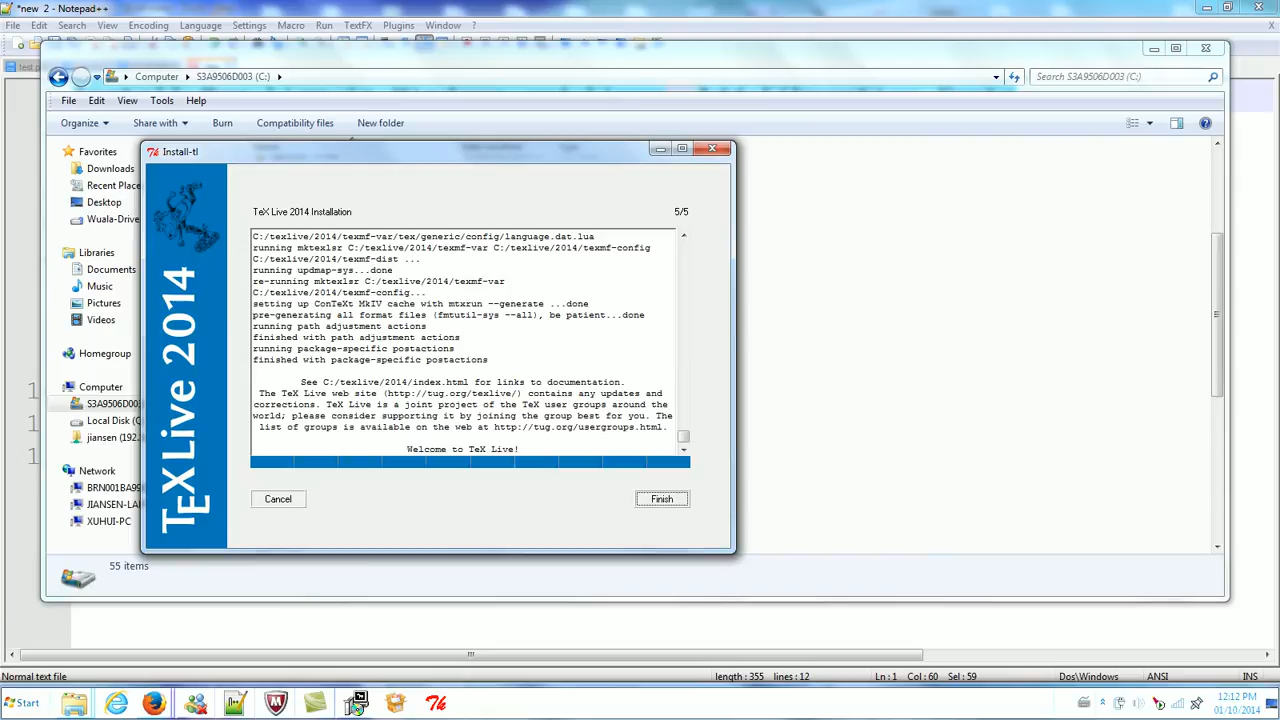 *new 2 - Notepad++
File Edit Search View Encoding Language Settings Macro Run TextFX Plugins Window ?
Computer S3A9506D003 (C:)
Search S3A9506D003 (C:)
File Edit View Tools Help
Organize Share with Burn Compatibility files New folder
Favorites
Downloads
Recent Place
Desktop
Wuala-Drive
Libraries
Documents
Music
Pictures
Videos
Homegroup
Computer
S3A9506D003
Local Disk (
jiansen (192.
Network
BRN001BA99
JIANSEN-LA
XUHUI-PC
55 items
Install-tl
TeX Live 2014
TeX Live 2014 Installation 5/5
C:/texlive/2014/texmf-var/tex/generic/config/language.dat.lua
running mktexlsr C:/texlive/2014/texmf-var C:/texlive/2014/texmf-config
C:/texlive/2014/texmf-dist ...
running updmap-sys...done
re-running mktexlsr C:/texlive/2014/texmf-var
C:/texlive/2014/texmf-config...
setting up ConTeXt MkIV cache with mtxrun --generate ...done
pre-generating all format files (fmtutil-sys --all), be patient...done
running path adjustment actions
finished with path adjustment actions
running package-specific postactions
finished with package-specific postactions
See C:/texlive/2014/index.html for links to documentation.
The TeX Live web site (http://tug.org/texlive/) contains any updates and
corrections. TeX Live is a joint project of the TeX user groups around the
world; please consider supporting it by joining the group best for you. The
list of groups is available on the web at http://tug.org/usergroups.html.
Welcome to TeX Live!
Cancel Finish
1
1
1
Normal text file length : 355 lines : 12 Ln : 1 Col : 60 Sel : 59 Dos\Windows ANSI INS
Start
12:12 PM
01/10/2014